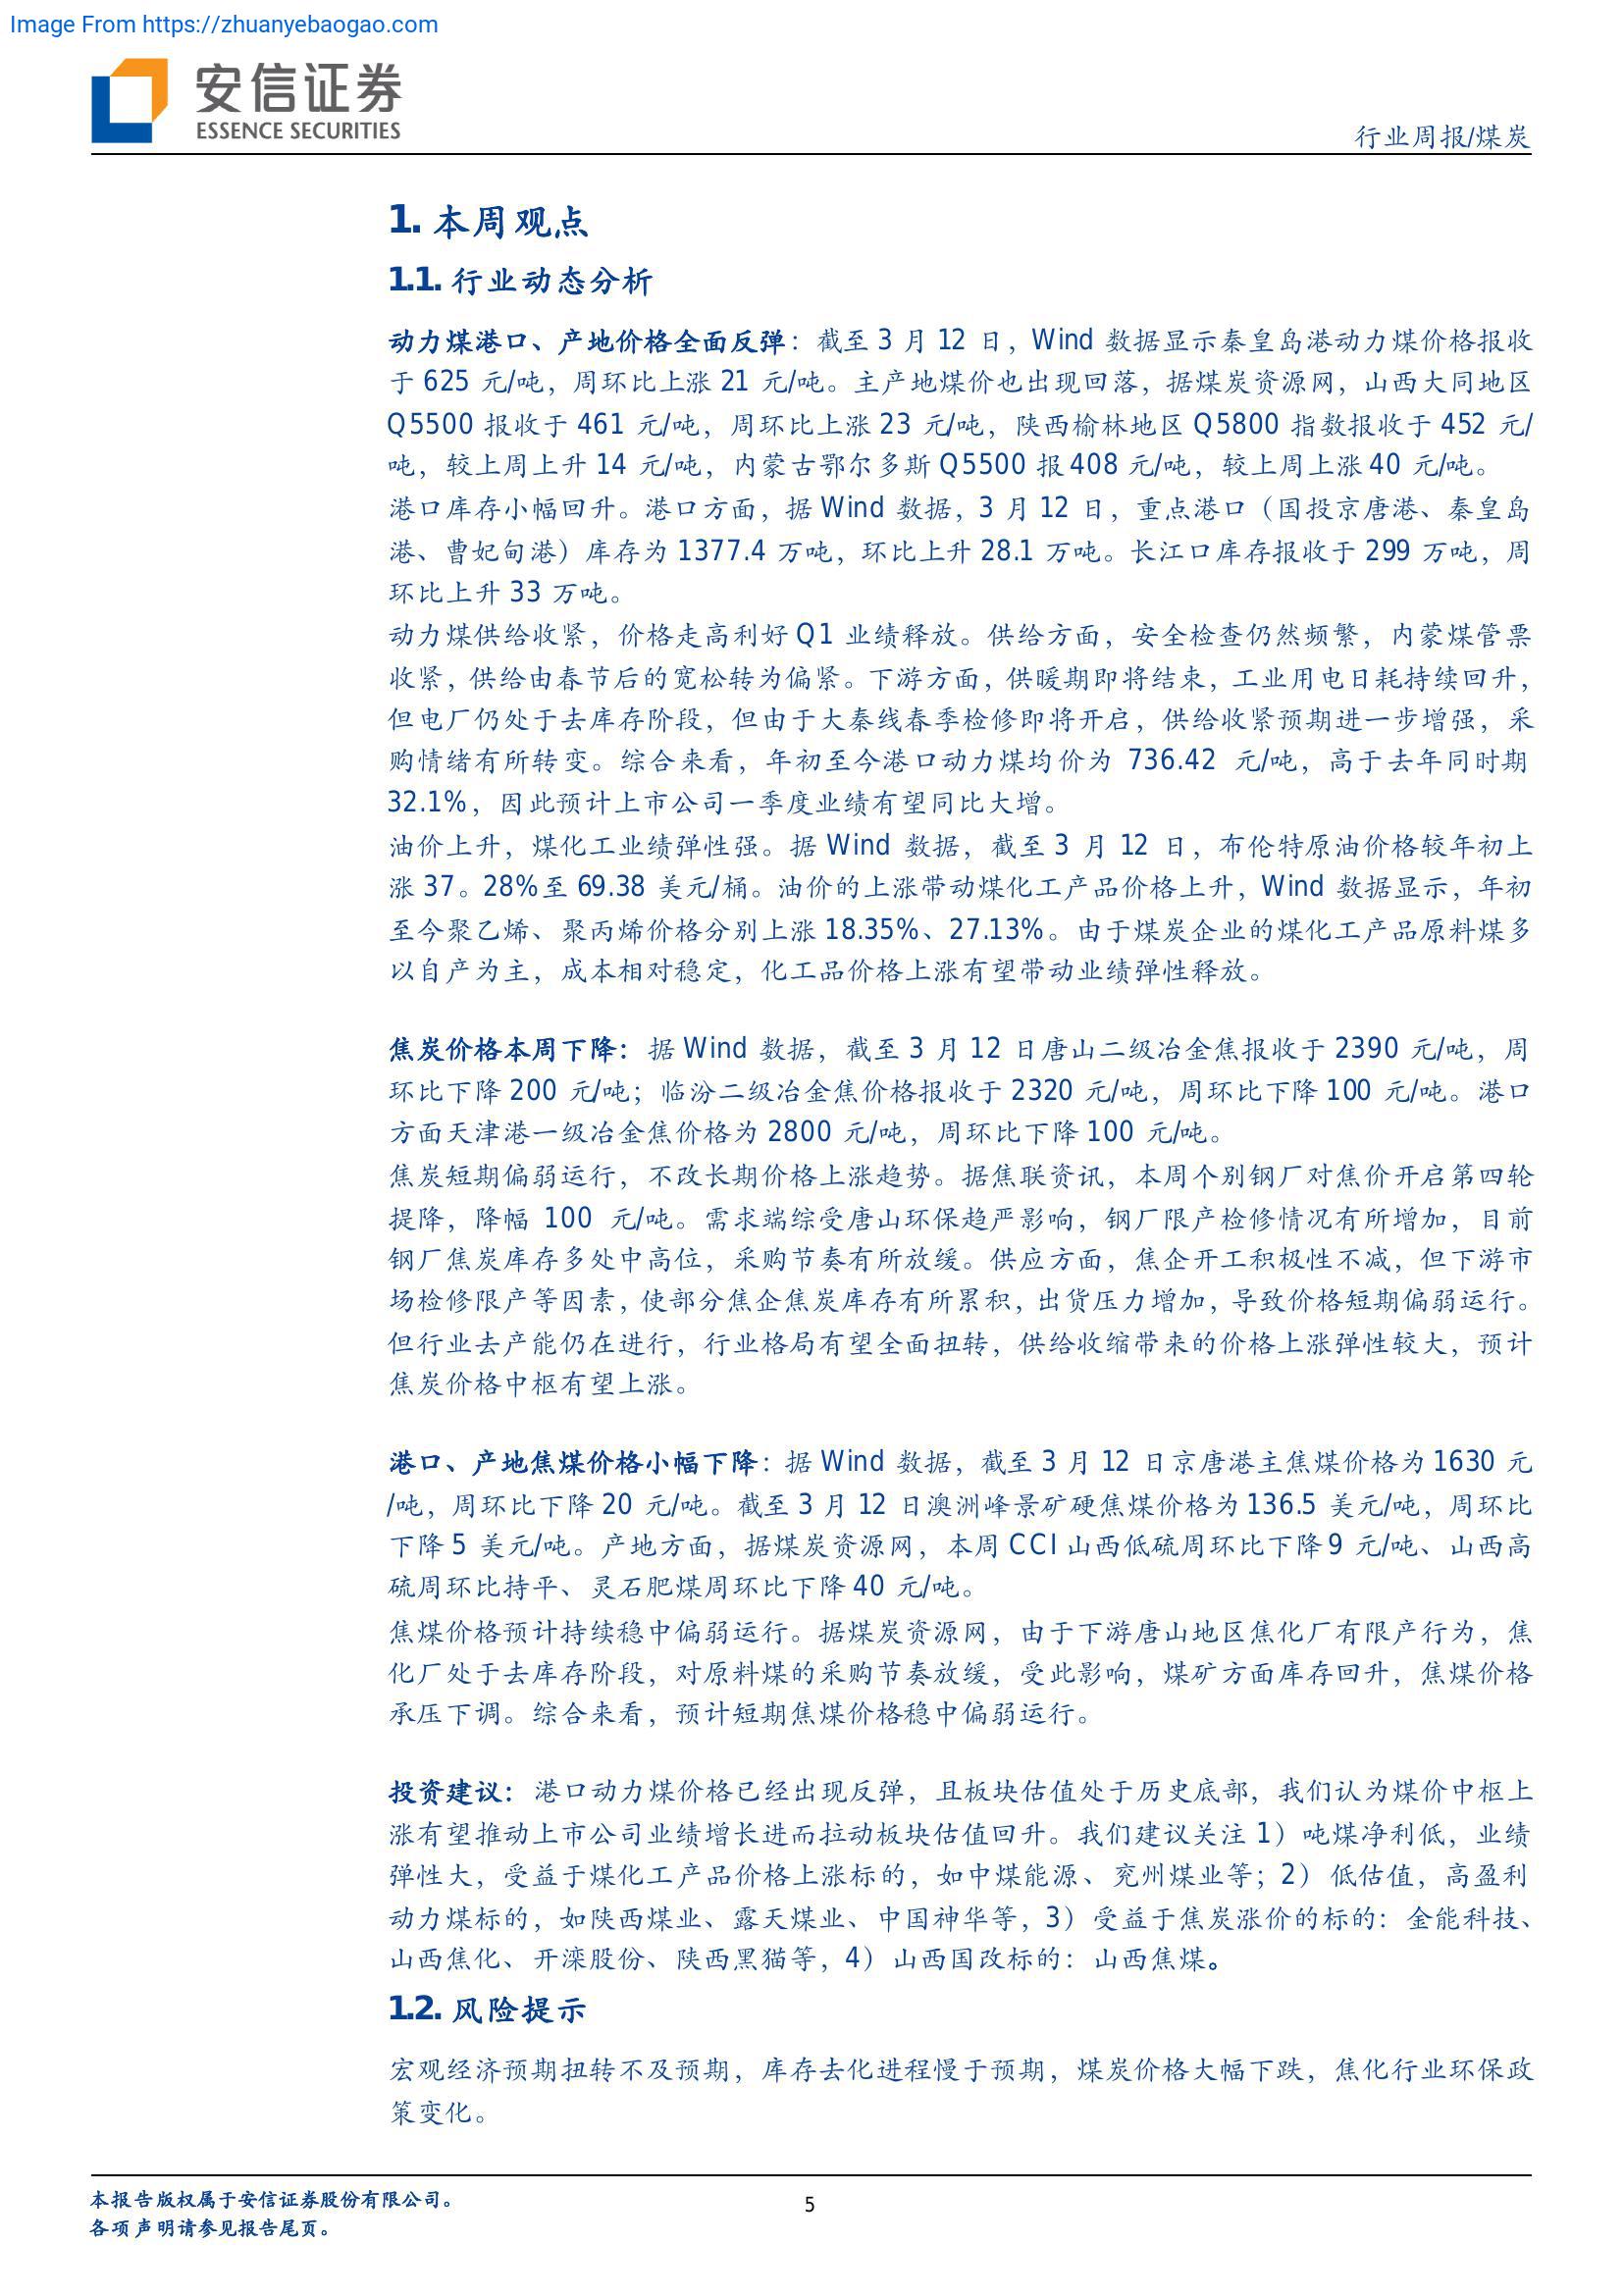 Image From https://zhuanyebaogao.com
安信证券
ESSENCE SECURITIES
行业周报/煤炭
1. 本周观点
1.1. 行业动态分析
动力煤港口、产地价格全面反弹：截至 3 月 12 日，Wind 数据显示秦皇岛港动力煤价格报收
于 625 元/吨，周环比上涨 21 元/吨。主产地煤价也出现回落，据煤炭资源网，山西大同地区
Q5500 报收于 461 元/吨，周环比上涨 23 元/吨，陕西榆林地区 Q5800 指数报收于 452 元/
吨，较上周上升 14 元/吨，内蒙古鄂尔多斯 Q5500 报 408 元/吨，较上周上涨 40 元/吨。
港口库存小幅回升。港口方面，据 Wind 数据，3 月 12 日，重点港口（国投京唐港、秦皇岛
港、曹妃甸港）库存为 1377.4 万吨，环比上升 28.1 万吨。长江口库存报收于 299 万吨，周
环比上升 33 万吨。
动力煤供给收紧，价格走高利好 Q1 业绩释放。供给方面，安全检查仍然频繁，内蒙煤管票
收紧，供给由春节后的宽松转为偏紧。下游方面，供暖期即将结束，工业用电日耗持续回升，
但电厂仍处于去库存阶段，但由于大秦线春季检修即将开启，供给收紧预期进一步增强，采
购情绪有所转变。综合来看，年初至今港口动力煤均价为 736.42 元/吨，高于去年同时期
32.1%，因此预计上市公司一季度业绩有望同比大增。
油价上升，煤化工业绩弹性强。据 Wind 数据，截至 3 月 12 日，布伦特原油价格较年初上
涨 37。28%至 69.38 美元/桶。油价的上涨带动煤化工产品价格上升，Wind 数据显示，年初
至今聚乙烯、聚丙烯价格分别上涨 18.35%、27.13%。由于煤炭企业的煤化工产品原料煤多
以自产为主，成本相对稳定，化工品价格上涨有望带动业绩弹性释放。
焦炭价格本周下降：据 Wind 数据，截至 3 月 12 日唐山二级冶金焦报收于 2390 元/吨，周
环比下降 200 元/吨；临汾二级冶金焦价格报收于 2320 元/吨，周环比下降 100 元/吨。港口
方面天津港一级冶金焦价格为 2800 元/吨，周环比下降 100 元/吨。
焦炭短期偏弱运行，不改长期价格上涨趋势。据焦联资讯，本周个别钢厂对焦价开启第四轮
提降，降幅 100 元/吨。需求端综受唐山环保趋严影响，钢厂限产检修情况有所增加，目前
钢厂焦炭库存多处中高位，采购节奏有所放缓。供应方面，焦企开工积极性不减，但下游市
场检修限产等因素，使部分焦企焦炭库存有所累积，出货压力增加，导致价格短期偏弱运行。
但行业去产能仍在进行，行业格局有望全面扭转，供给收缩带来的价格上涨弹性较大，预计
焦炭价格中枢有望上涨。
港口、产地焦煤价格小幅下降：据 Wind 数据，截至 3 月 12 日京唐港主焦煤价格为 1630 元
/吨，周环比下降 20 元/吨。截至 3 月 12 日澳洲峰景矿硬焦煤价格为 136.5 美元/吨，周环比
下降 5 美元/吨。产地方面，据煤炭资源网，本周 CCI 山西低硫周环比下降 9 元/吨、山西高
硫周环比持平、灵石肥煤周环比下降 40 元/吨。
焦煤价格预计持续稳中偏弱运行。据煤炭资源网，由于下游唐山地区焦化厂有限产行为，焦
化厂处于去库存阶段，对原料煤的采购节奏放缓，受此影响，煤矿方面库存回升，焦煤价格
承压下调。综合来看，预计短期焦煤价格稳中偏弱运行。
投资建议：港口动力煤价格已经出现反弹，且板块估值处于历史底部，我们认为煤价中枢上
涨有望推动上市公司业绩增长进而拉动板块估值回升。我们建议关注 1）吨煤净利低，业绩
弹性大，受益于煤化工产品价格上涨标的，如中煤能源、兖州煤业等；2）低估值，高盈利
动力煤标的，如陕西煤业、露天煤业、中国神华等，3）受益于焦炭涨价的标的：金能科技、
山西焦化、开滦股份、陕西黑猫等，4）山西国改标的：山西焦煤。
1.2. 风险提示
宏观经济预期扭转不及预期，库存去化进程慢于预期，煤炭价格大幅下跌，焦化行业环保政
策变化。
本报告版权属于安信证券股份有限公司。
5
各项声明请参见报告尾页。